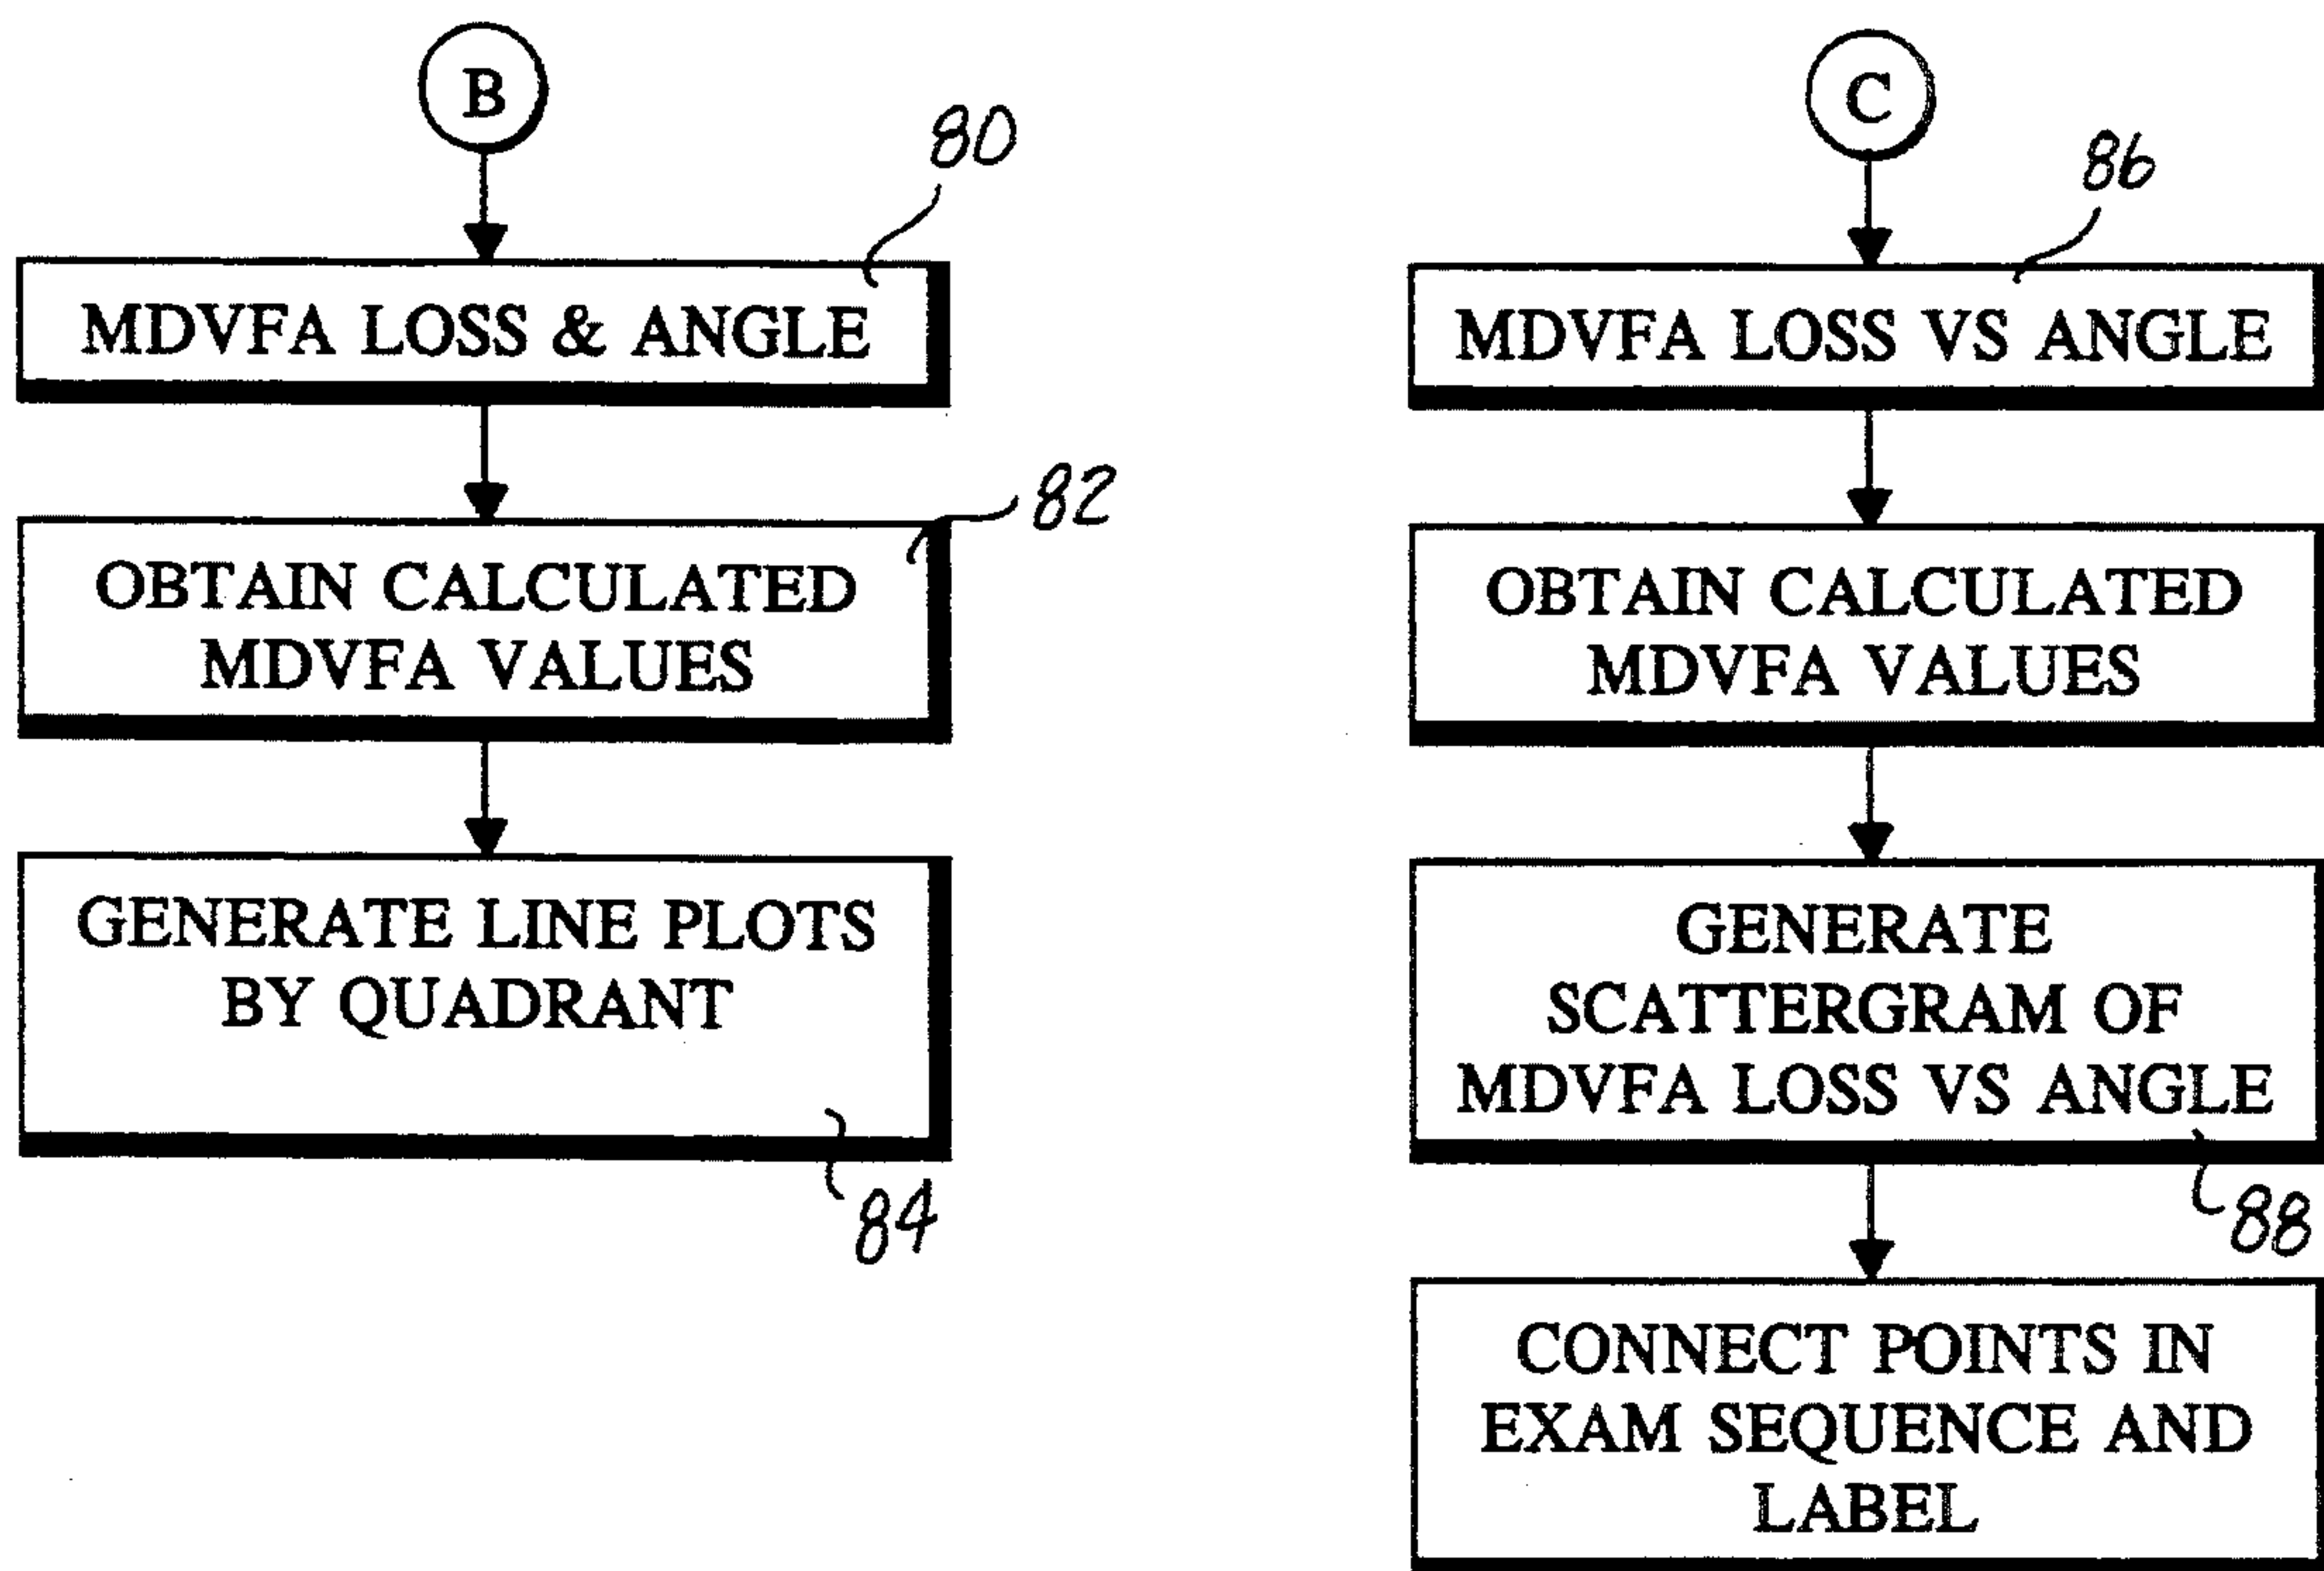 B
80
MDVFA LOSS & ANGLE
82
OBTAIN CALCULATED
MDVFA VALUES
GENERATE LINE PLOTS
BY QUADRANT
84
C
86
MDVFA LOSS VS ANGLE
OBTAIN CALCULATED
MDVFA VALUES
GENERATE
SCATTERGRAM OF
MDVFA LOSS VS ANGLE
88
CONNECT POINTS IN
EXAM SEQUENCE AND
LABEL